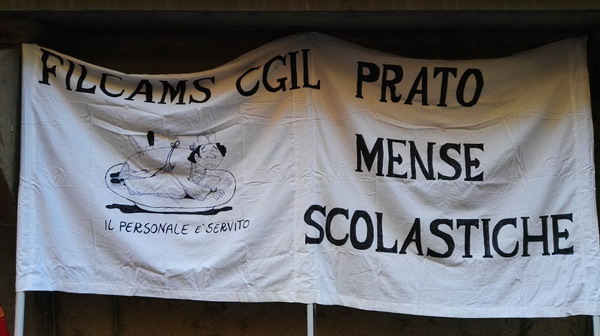 FILCAMS CGIL PRATO
MENSE
SCOLASTICHE
IL PERSONALE E' SERVITO